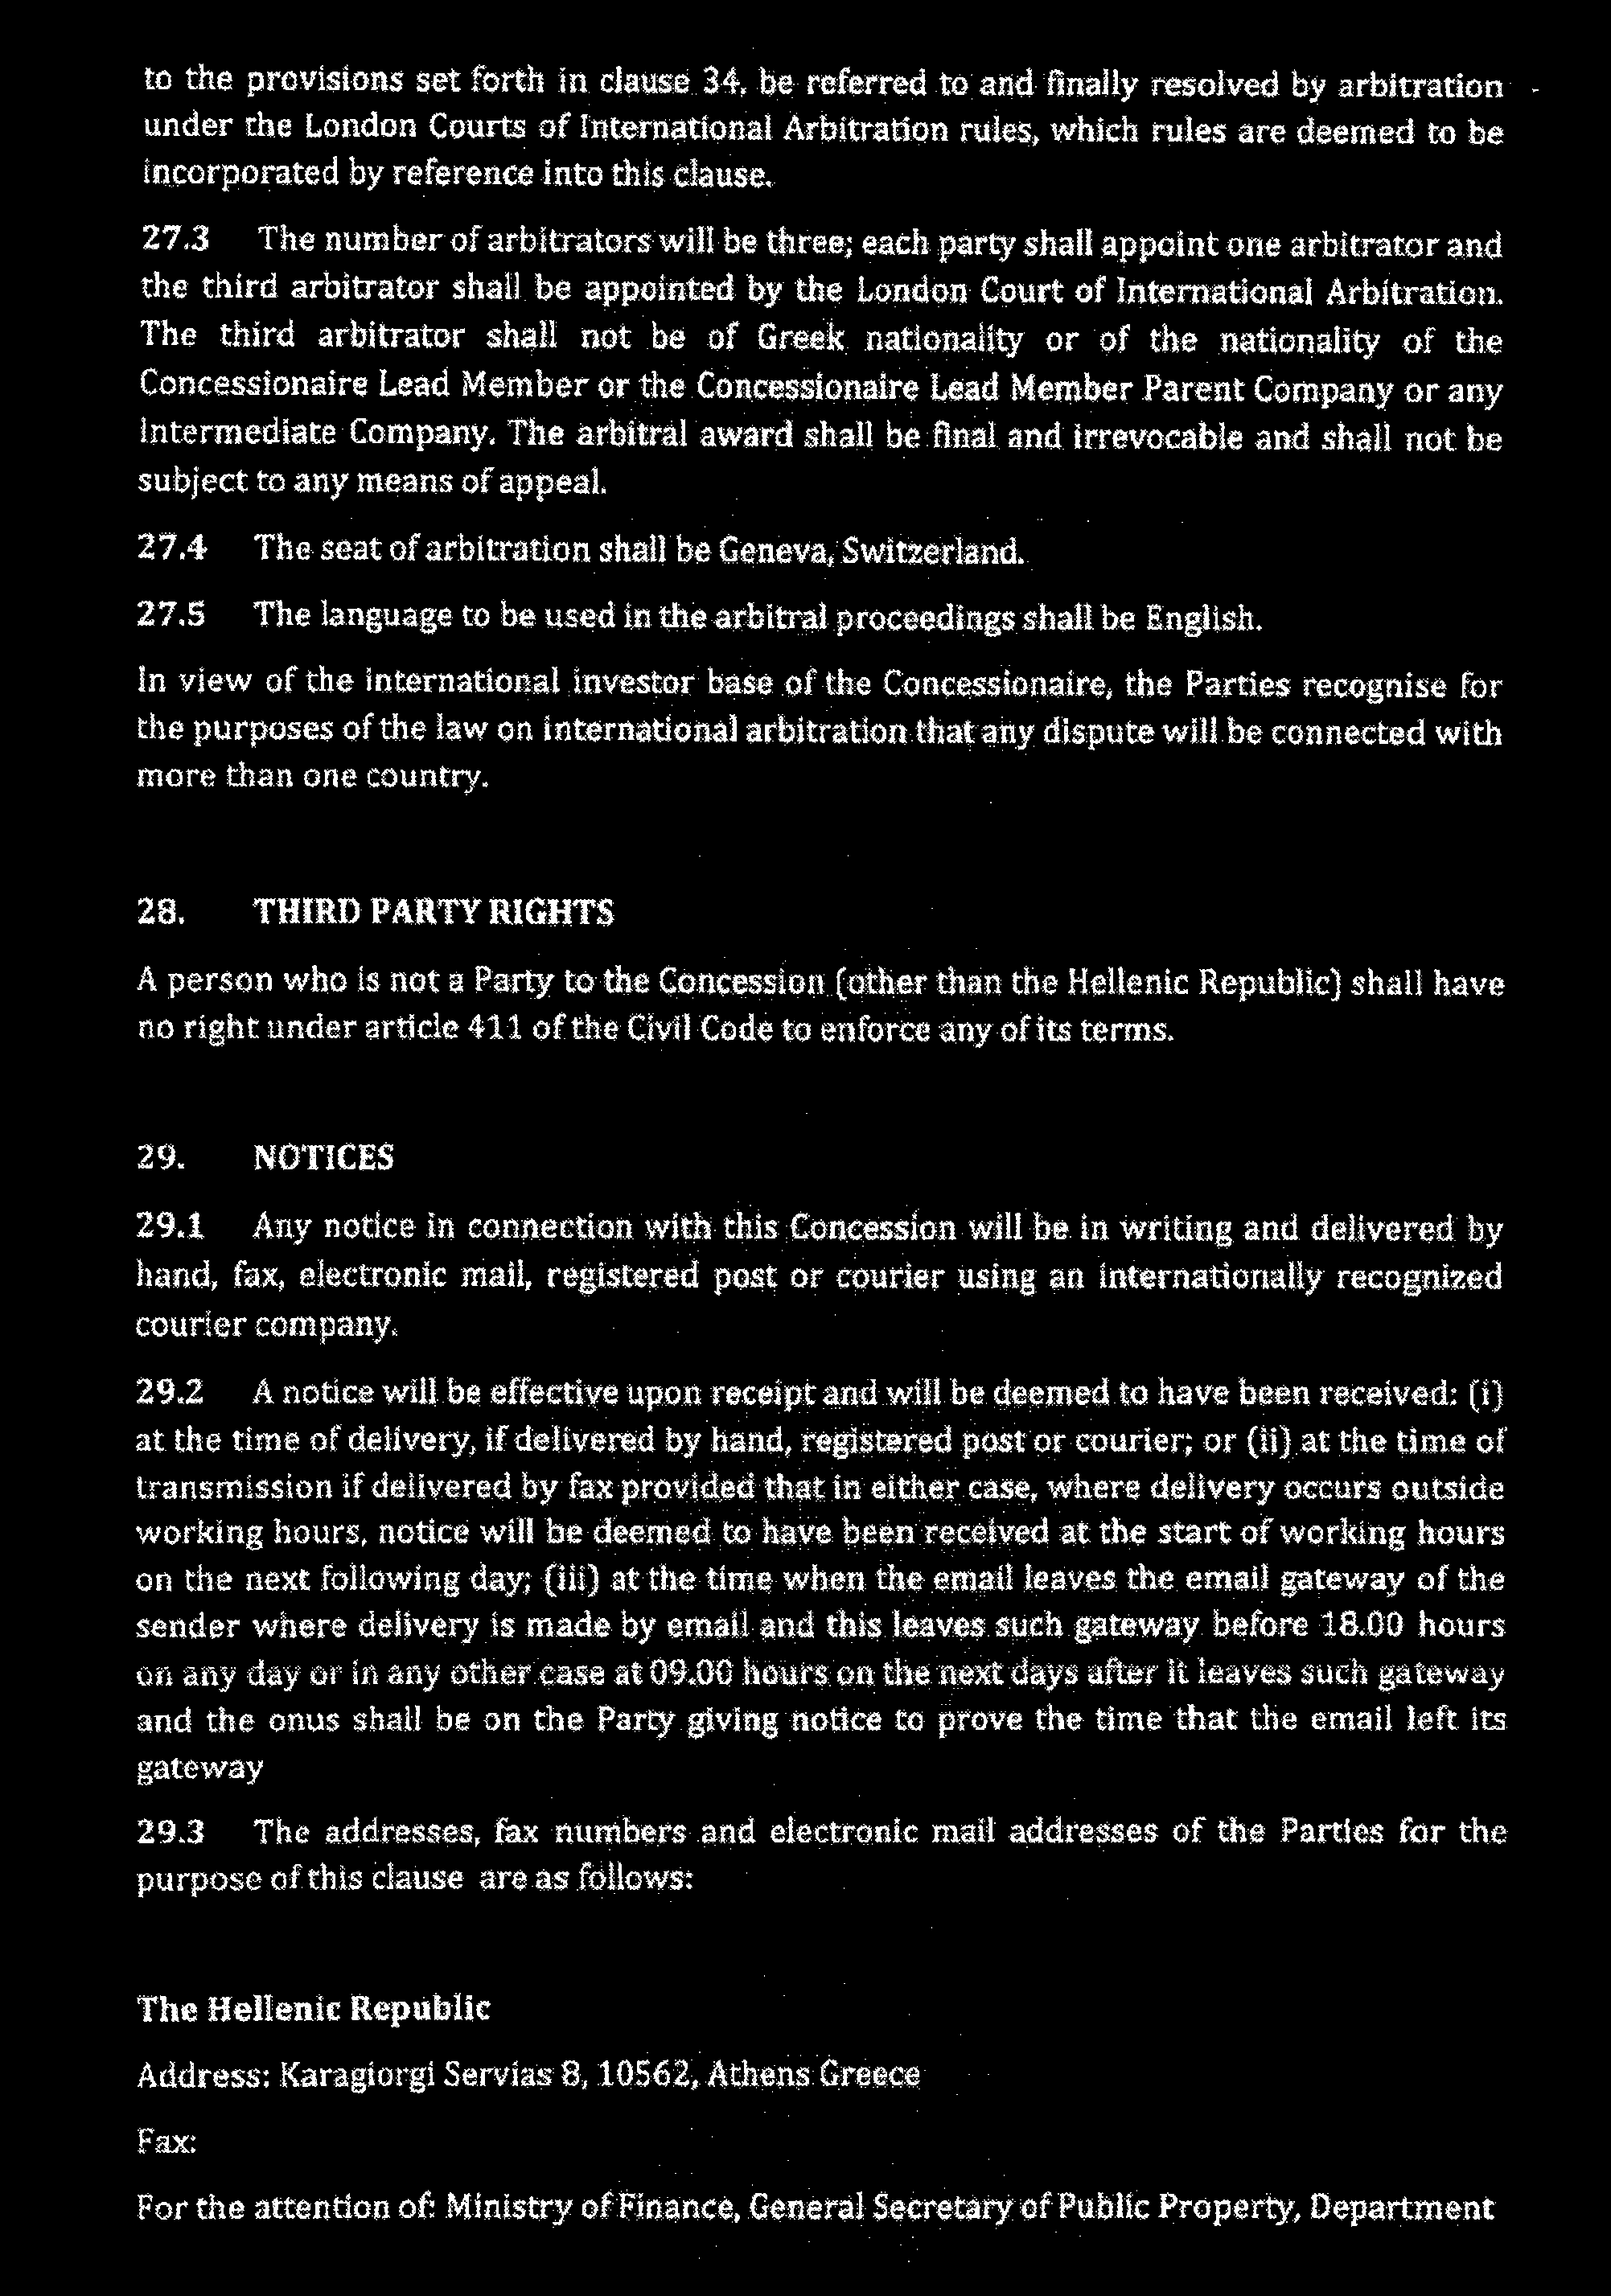 to the provisions set forth in clause 34, be referred to and finally resolved by arbitration
under the London Courts of International Arbitration rules, which rules are deemed to be
incorporated by reference into this clause.
27.3 The number of arbitrators will be three; each party shall appoint one arbitrator and
the third arbitrator shall be appointed by the London Court of International Arbitration.
The third arbitrator shall not be of Greek nationality or of the nationality of the
Concessionaire Lead Member or the Concessionaire Lead Member Parent Company or any
Intermediate Company. The arbitral award shall be final and irrevocable and shall not be
subject to any means of appeal.
27.4 The seat of arbitration shall be Geneva, Switzerland.
27.5 The language to be used in the arbitral proceedings shall be English.
In view of the international investor base of the Concessionaire, the Parties recognise for
the purposes of the law on international arbitration that any dispute will be connected with
more than one country.
28. THIRD PARTY RIGHTS
A person who is not a Party to the Concession (other than the Hellenic Republic) shall have
no right under article 411 of the Civil Code to enforce any of its terms.
29. NOTICES
29.1 Any notice in connection with this Concession will be in writing and delivered by
hand, fax, electronic mail, registered post or courier using an internationally recognized
courier company.
29.2 A notice will be effective upon receipt and will be deemed to have been received: (i)
at the time of delivery, if delivered by hand, registered post or courier; or (ii) at the time of
transmission if delivered by fax provided that in either case, where delivery occurs outside
working hours, notice will be deemed to have been received at the start of working hours
on the next following day; (iii) at the time when the email leaves the email gateway of the
sender where delivery is made by email and this leaves such gateway before 18.00 hours
on any day or in any other case at 09.00 hours on the next days after it leaves such gateway
and the onus shall be on the Party giving notice to prove the time that the email left its
gateway
29.3 The addresses, fax numbers and electronic mail addresses of the Parties for the
purpose of this clause are as follows:
The Hellenic Republic
Address: Karagiorgi Servias 8, 10562, Athens Greece
Fax:
For the attention of: Ministry of Finance, General Secretary of Public Property, Department